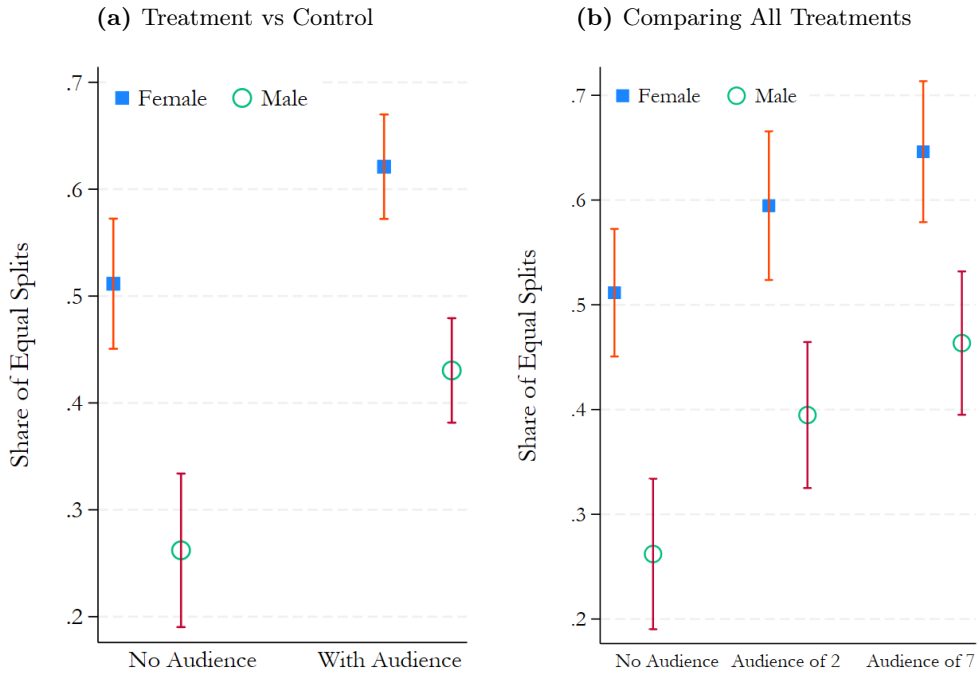 (a) Treatment vs Control
Female Male
.7
.6
.5
.4
.3
.2
Share of Equal Splits
No Audience With Audience
(b) Comparing All Treatments
Female Male
.7
.6
.5
.4
.3
.2
Share of Equal Splits
No Audience Audience of 2 Audience of 7